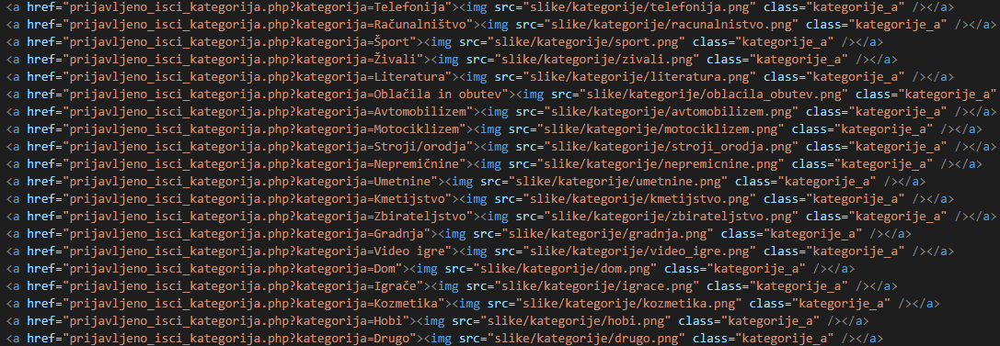 <a href="prijavljeno_isci_kategorija.php?kategorija=Telefonija"><img src="slike/kategorije/telefonija.png" class="kategorije_a" /></a>
<a href="prijavljeno_isci_kategorija.php?kategorija=Računalništvo"><img src="slike/kategorije/racunalnistvo.png" class="kategorije_a" /></a>
<a href="prijavljeno_isci_kategorija.php?kategorija=Šport"><img src="slike/kategorije/sport.png" class="kategorije_a" /></a>
<a href="prijavljeno_isci_kategorija.php?kategorija=Živali"><img src="slike/kategorije/zivali.png" class="kategorije_a" /></a>
<a href="prijavljeno_isci_kategorija.php?kategorija=Literatura"><img src="slike/kategorije/literatura.png" class="kategorije_a" /></a>
<a href="prijavljeno_isci_kategorija.php?kategorija=Oblačila in obutev"><img src="slike/kategorije/oblacila_obutev.png" class="kategorije_a"
<a href="prijavljeno_isci_kategorija.php?kategorija=Avtomobilizem"><img src="slike/kategorije/avtomobilizem.png" class="kategorije_a" /></a>
<a href="prijavljeno_isci_kategorija.php?kategorija=Motociklizem"><img src="slike/kategorije/motociklizem.png" class="kategorije_a" /></a>
<a href="prijavljeno_isci_kategorija.php?kategorija=Stroji/orodja"><img src="slike/kategorije/stroji_orodja.png" class="kategorije_a" /></a>
<a href="prijavljeno_isci_kategorija.php?kategorija=Nepremičnine"><img src="slike/kategorije/nepremicnine.png" class="kategorije_a" /></a>
<a href="prijavljeno_isci_kategorija.php?kategorija=Umetnine"><img src="slike/kategorije/umetnine.png" class="kategorije_a" /></a>
<a href="prijavljeno_isci_kategorija.php?kategorija=Kmetijstvo"><img src="slike/kategorije/kmetijstvo.png" class="kategorije_a" /></a>
<a href="prijavljeno_isci_kategorija.php?kategorija=Zbirateljstvo"><img src="slike/kategorije/zbirateljstvo.png" class="kategorije_a" /></a>
<a href="prijavljeno_isci_kategorija.php?kategorija=Gradnja"><img src="slike/kategorije/gradnja.png" class="kategorije_a" /></a>
<a href="prijavljeno_isci_kategorija.php?kategorija=Video igre"><img src="slike/kategorije/video_igre.png" class="kategorije_a" /></a>
<a href="prijavljeno_isci_kategorija.php?kategorija=Dom"><img src="slike/kategorije/dom.png" class="kategorije_a" /></a>
<a href="prijavljeno_isci_kategorija.php?kategorija=Igrače"><img src="slike/kategorije/igrace.png" class="kategorije_a" /></a>
<a href="prijavljeno_isci_kategorija.php?kategorija=Kozmetika"><img src="slike/kategorije/kozmetika.png" class="kategorije_a" /></a>
<a href="prijavljeno_isci_kategorija.php?kategorija=Hobi"><img src="slike/kategorije/hobi.png" class="kategorije_a" /></a>
<a href="prijavljeno_isci_kategorija.php?kategorija=Drugo"><img src="slike/kategorije/drugo.png" class="kategorije_a" /></a>